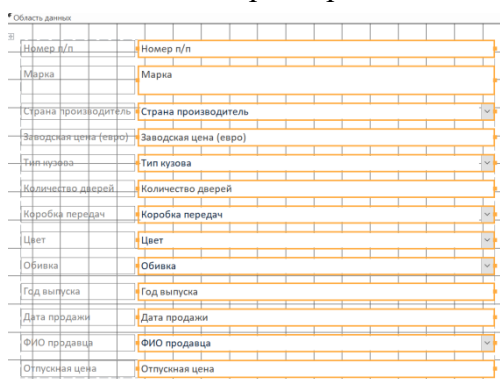 Область данных
Номер п/п Номер п/п
Марка Марка
Страна производитель Страна производитель
Заводская цена (евро) Заводская цена (евро)
Тип кузова Тип кузова
Количество дверей Количество дверей
Коробка передач Коробка передач
Цвет Цвет
Обивка Обивка
Год выпуска Год выпуска
Дата продажи Дата продажи
ФИО продавца ФИО продавца
Отпускная цена Отпускная цена